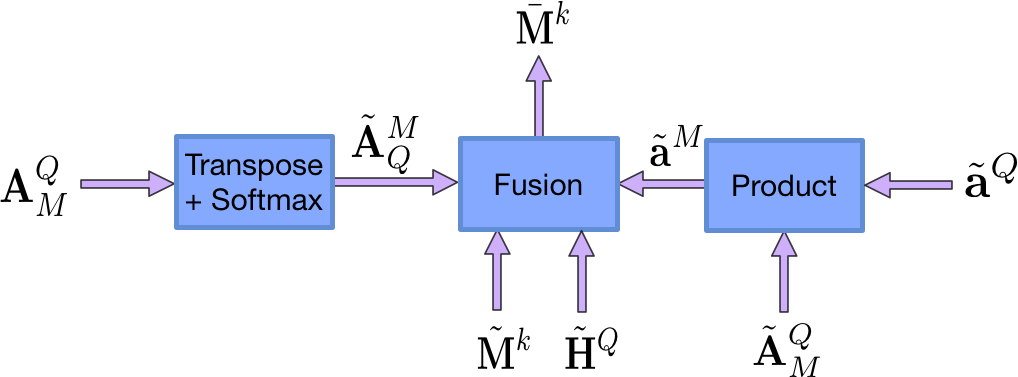 M̄ᵏ
Ã_Q^M
ã^M
A_M^Q
Transpose
+ Softmax
Fusion
Product
ã^Q
M̃ᵏ
H̃^Q
Ã_M^Q